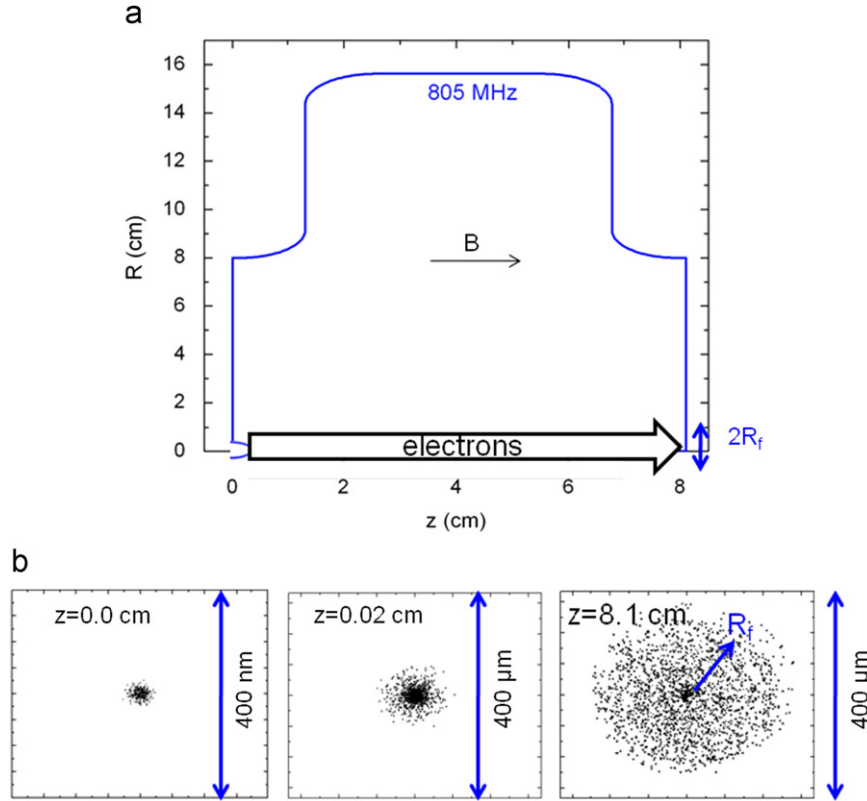 a
16
14
12
10
8
6
4
2
0
R (cm)
805 MHz
B
electrons
2Rf
0
2
4
6
8
z (cm)
b
z=0.0 cm
400 nm
z=0.02 cm
400 µm
z=8.1 cm
Rf
400 µm